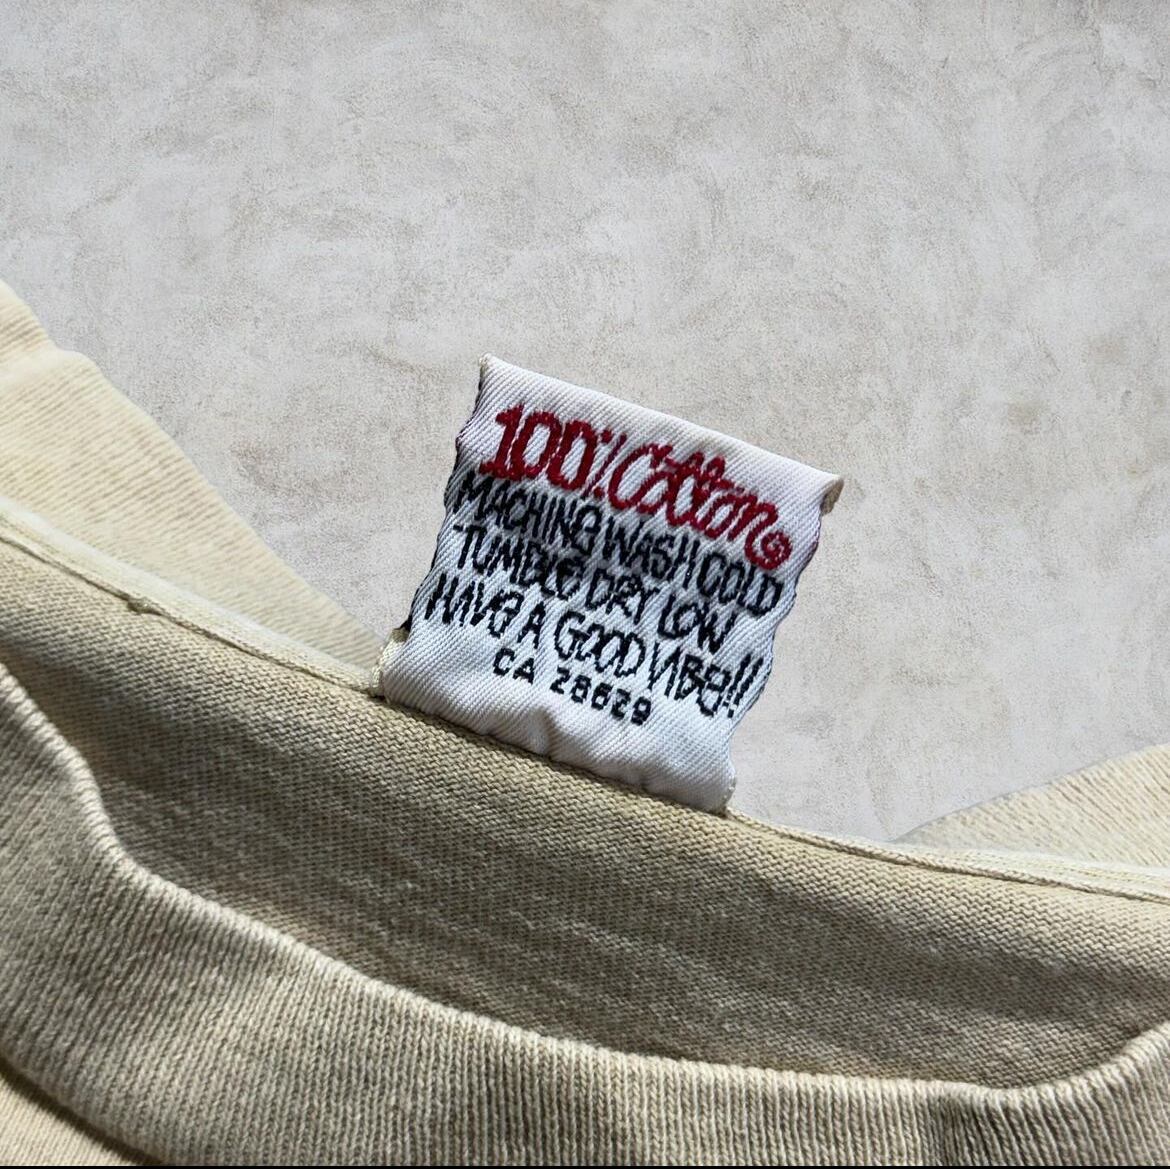 100% Cotton
MACHINE WASH COLD
TUMBLE DRY LOW
HAVE A GOOD VIBE!!
CA 28629